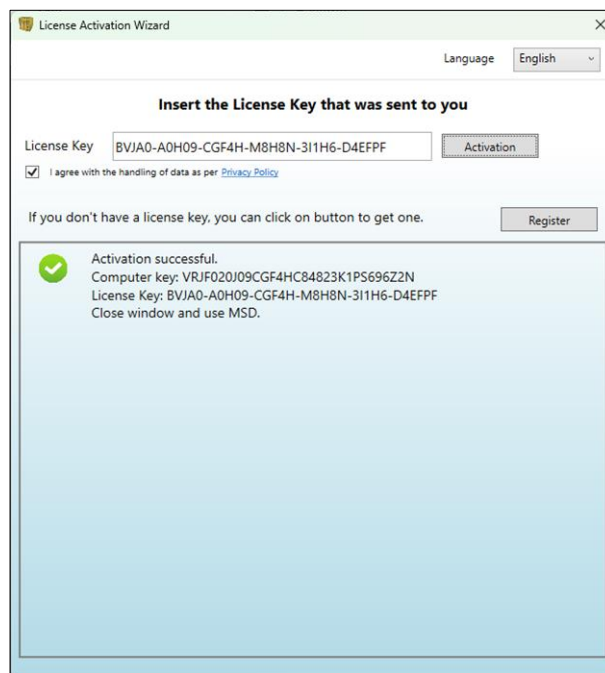 License Activation Wizard
Language English
Insert the License Key that was sent to you
License Key BVJA0-A0H09-CGF4H-M8H8N-3I1H6-D4EFPF Activation
I agree with the handling of data as per Privacy Policy
If you don't have a license key, you can click on button to get one. Register
Activation successful.
Computer key: VRJF020J09CGF4HC84823K1PS696Z2N
License Key: BVJA0-A0H09-CGF4H-M8H8N-3I1H6-D4EFPF
Close window and use MSD.